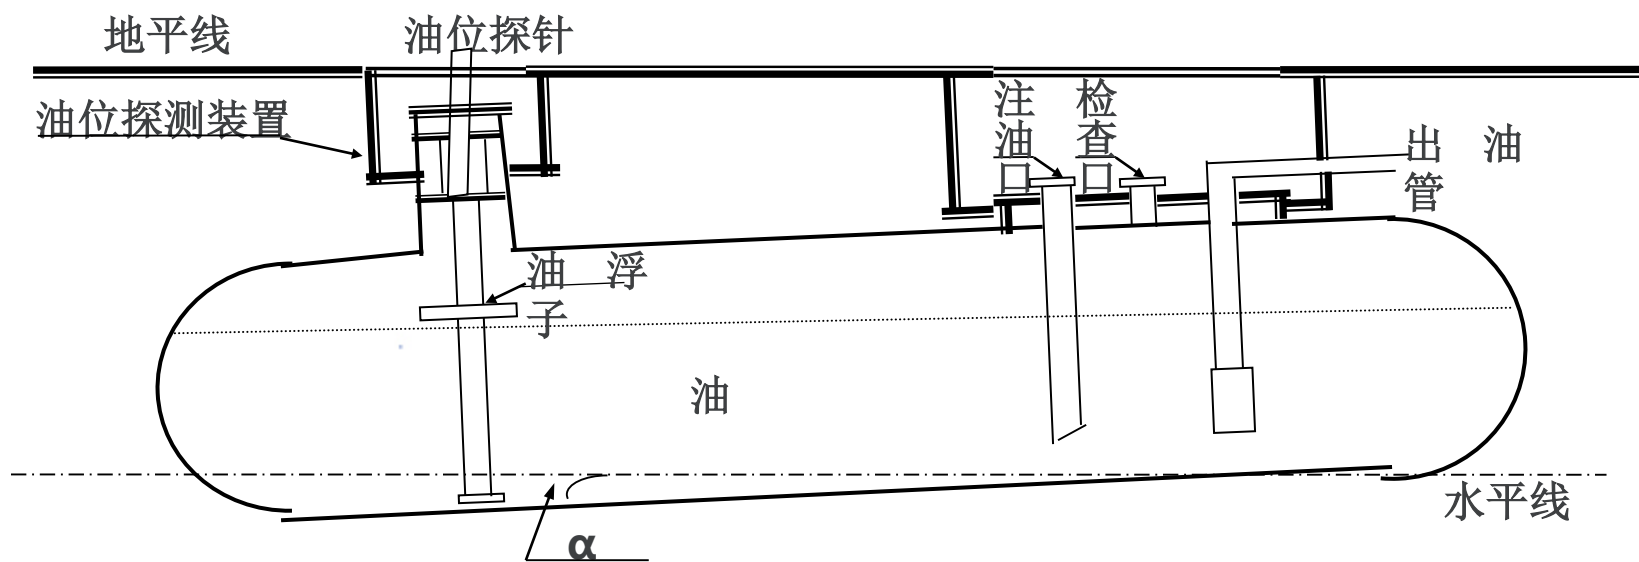 地平线
油位探针
油位探测装置
注油口
检查口
出 油
管
油 浮
子
油
水平线
α